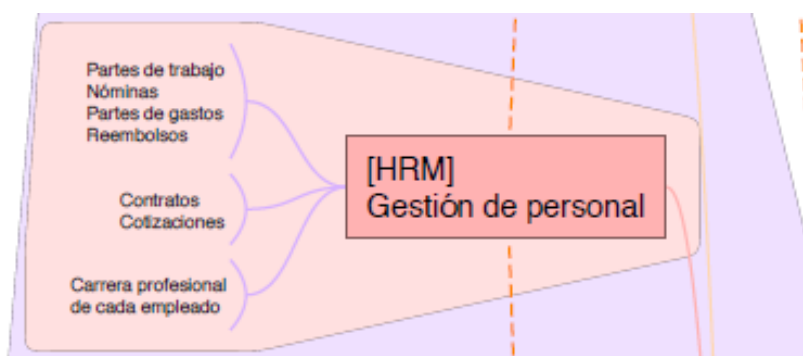 Partes de trabajo
Nóminas
Partes de gastos
Reembolsos
Contratos
Cotizaciones
Carrera profesional
de cada empleado
[HRM]
Gestión de personal